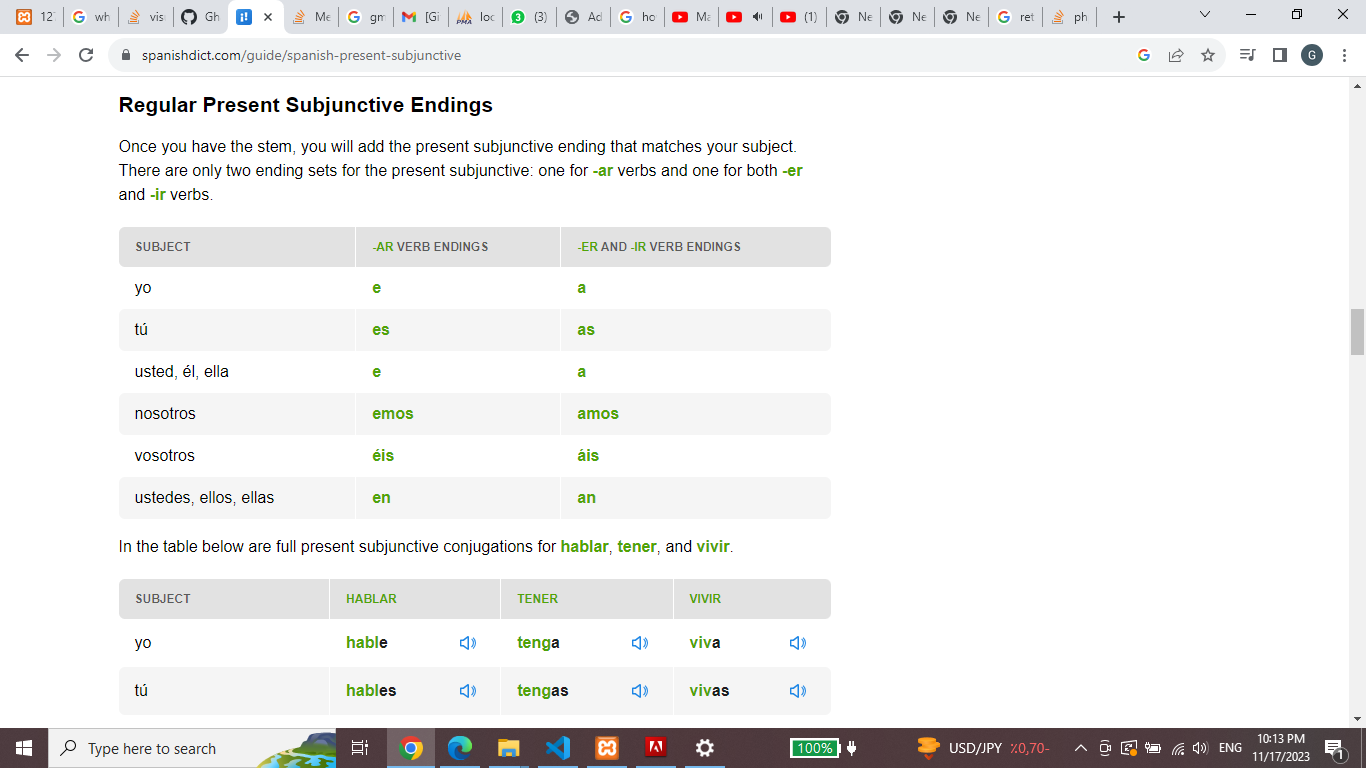 127
wh
vis
Gh
Me
gm
[Gi
loc
(3)
Ad
ho
Ma
(1)
Ne
Ne
Ne
ret
ph
spanishdict.com/guide/spanish-present-subjunctive
G
Regular Present Subjunctive Endings
Once you have the stem, you will add the present subjunctive ending that matches your subject.
There are only two ending sets for the present subjunctive: one for -ar verbs and one for both -er
and -ir verbs.
SUBJECT -AR VERB ENDINGS -ER AND -IR VERB ENDINGS
yo e a
tú es as
usted, él, ella e a
nosotros emos amos
vosotros éis áis
ustedes, ellos, ellas en an
In the table below are full present subjunctive conjugations for hablar, tener, and vivir.
SUBJECT HABLAR TENER VIVIR
yo hable tenga viva
tú hables tengas vivas
Type here to search
100%
USD/JPY ٪0,70-
ENG
10:13 PM
11/17/2023
1